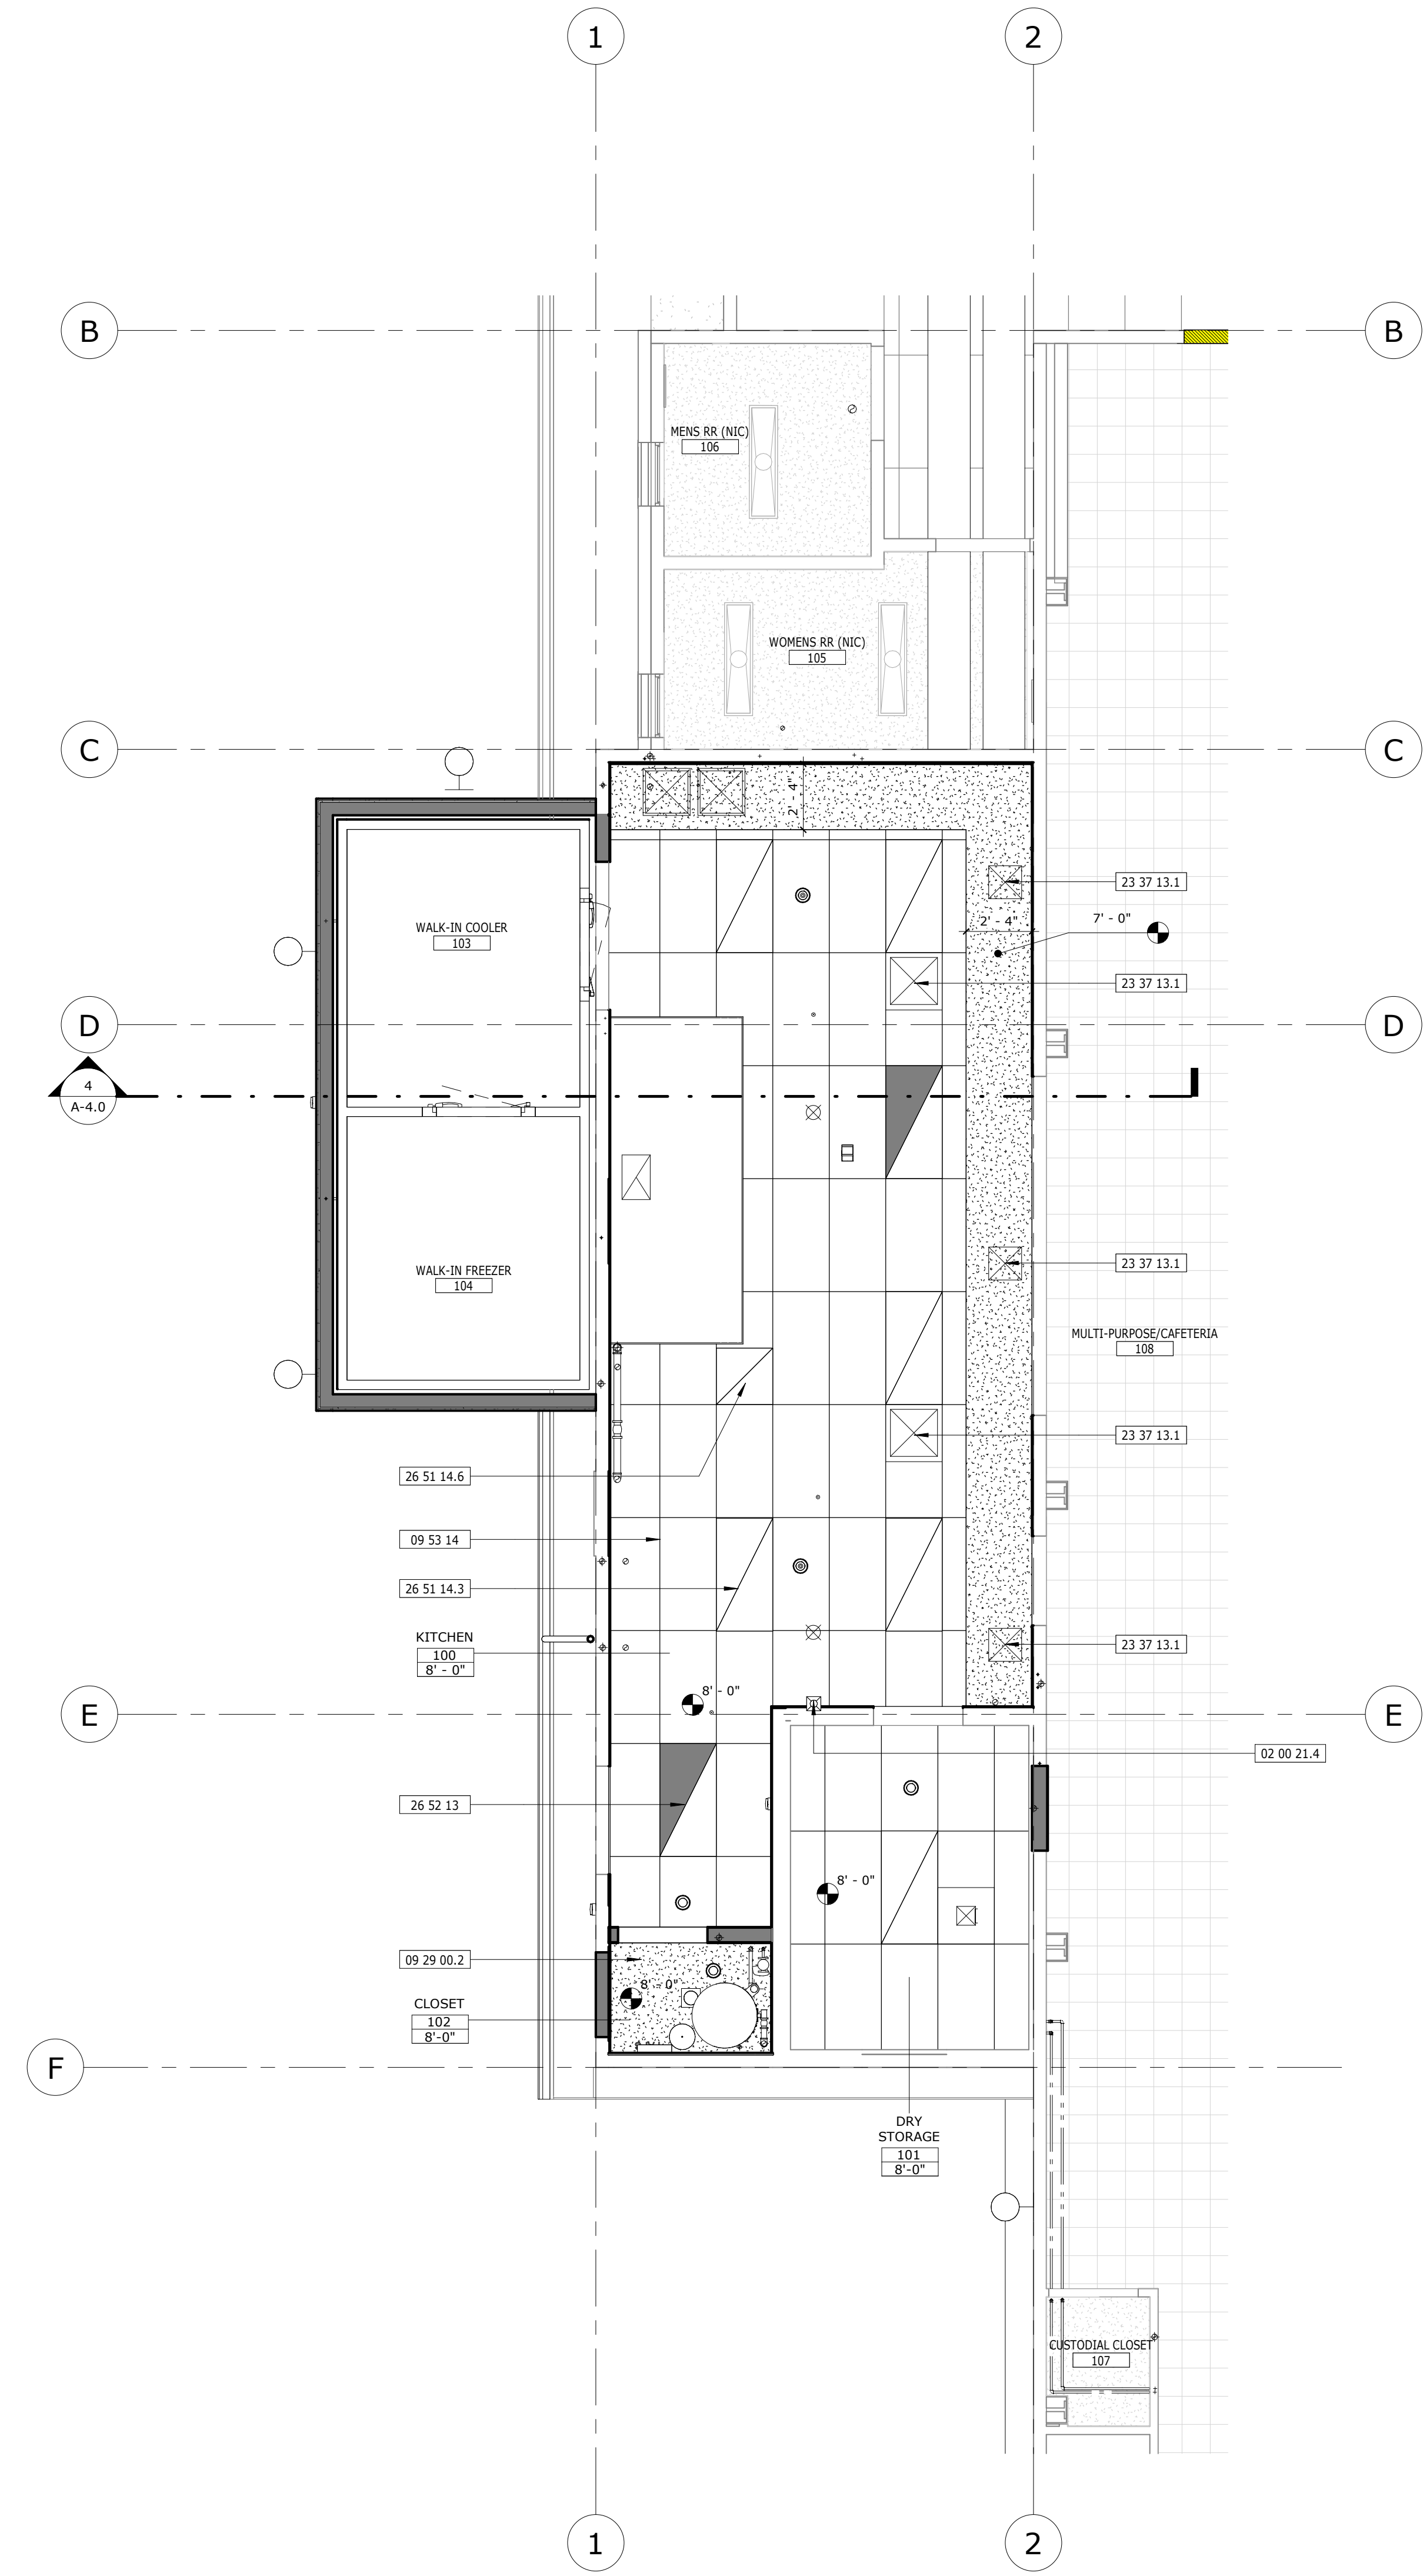 1
2
B
B
MENS RR (NIC)
106
WOMENS RR (NIC)
105
C
C
2' - 4"
23 37 13.1
2' - 4"
7' - 0"
WALK-IN COOLER
103
23 37 13.1
D
D
4
A-4.0
23 37 13.1
WALK-IN FREEZER
104
MULTI-PURPOSE/CAFETERIA
108
23 37 13.1
26 51 14.6
09 53 14
26 51 14.3
KITCHEN
100
8' - 0"
23 37 13.1
8' - 0"
E
E
02 00 21.4
26 52 13
8' - 0"
09 29 00.2
8' - 0"
CLOSET
102
8'-0"
F
DRY
STORAGE
101
8'-0"
CUSTODIAL CLOSET
107
1
2